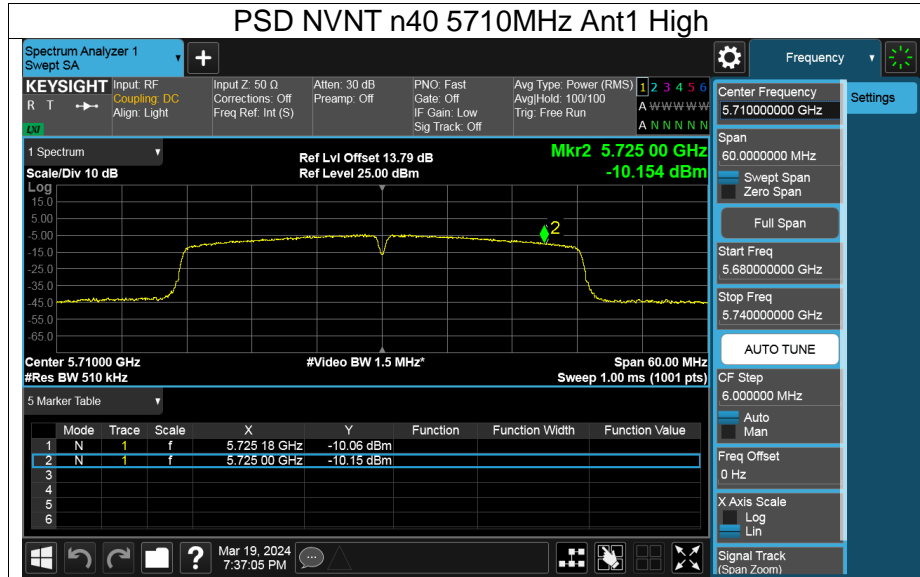 PSD NVNT n40 5710MHz Ant1 High
Spectrum Analyzer 1
Swept SA
+
Frequency
KEYSIGHT
R T
LXI
Input: RF
Coupling: DC
Align: Light
Input Z: 50 Ω
Corrections: Off
Freq Ref: Int (S)
Atten: 30 dB
Preamp: Off
PNO: Fast
Gate: Off
IF Gain: Low
Sig Track: Off
Avg Type: Power (RMS)
Avg|Hold: 100/100
Trig: Free Run
1 2 3 4 5 6
A W W W W W
A N N N N N
Center Frequency
5.710000000 GHz
Settings
Span
60.0000000 MHz
Swept Span
Zero Span
Full Span
Start Freq
5.680000000 GHz
Stop Freq
5.740000000 GHz
AUTO TUNE
CF Step
6.000000 MHz
Auto
Man
Freq Offset
0 Hz
X Axis Scale
Log
Lin
Signal Track
(Span Zoom)
1 Spectrum
Scale/Div 10 dB
Log
Ref Lvl Offset 13.79 dB
Ref Level 25.00 dBm
Mkr2 5.725 00 GHz
-10.154 dBm
15.0
5.00
-5.00
-15.0
-25.0
-35.0
-45.0
-55.0
-65.0
2
Center 5.71000 GHz
#Res BW 510 kHz
#Video BW 1.5 MHz*
Span 60.00 MHz
Sweep 1.00 ms (1001 pts)
5 Marker Table
Mode Trace Scale X Y Function Function Width Function Value
1 N 1 f 5.725 18 GHz -10.06 dBm
2 N 1 f 5.725 00 GHz -10.15 dBm
3
4
5
6
?
Mar 19, 2024
7:37:05 PM